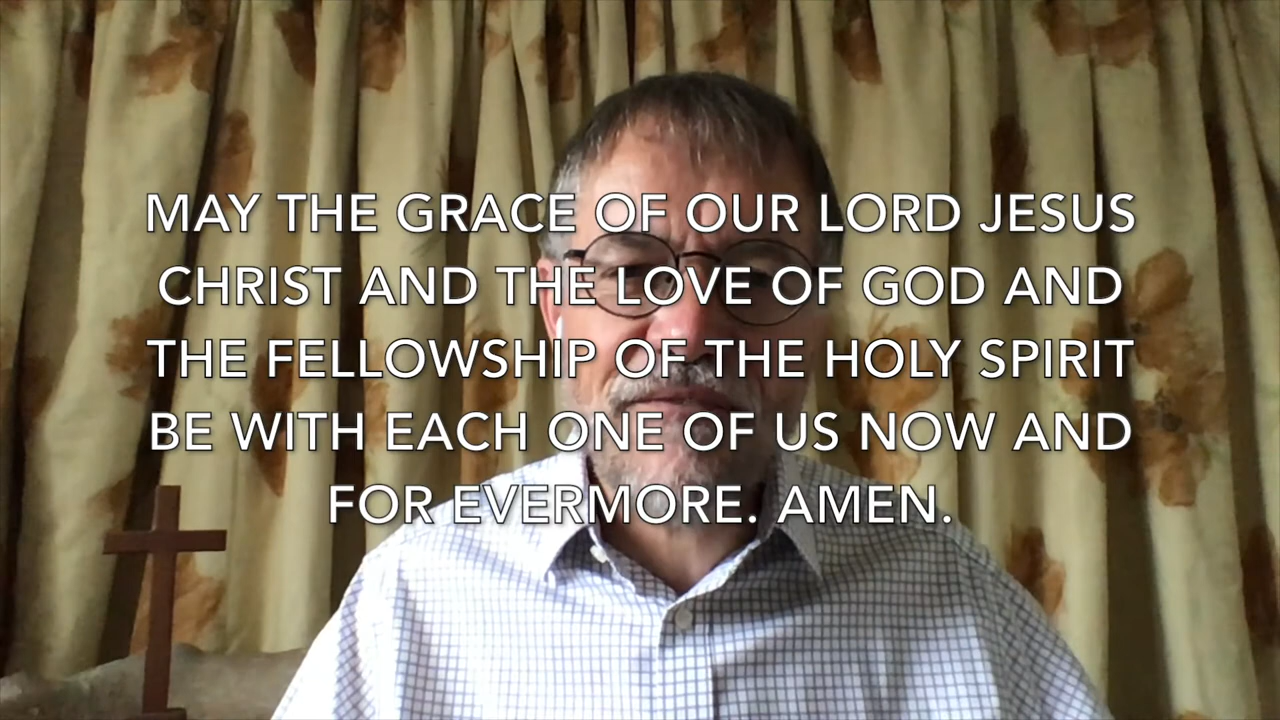 MAY THE GRACE OF OUR LORD JESUS
CHRIST AND THE LOVE OF GOD AND
THE FELLOWSHIP OF THE HOLY SPIRIT
BE WITH EACH ONE OF US NOW AND
FOR EVERMORE. AMEN.